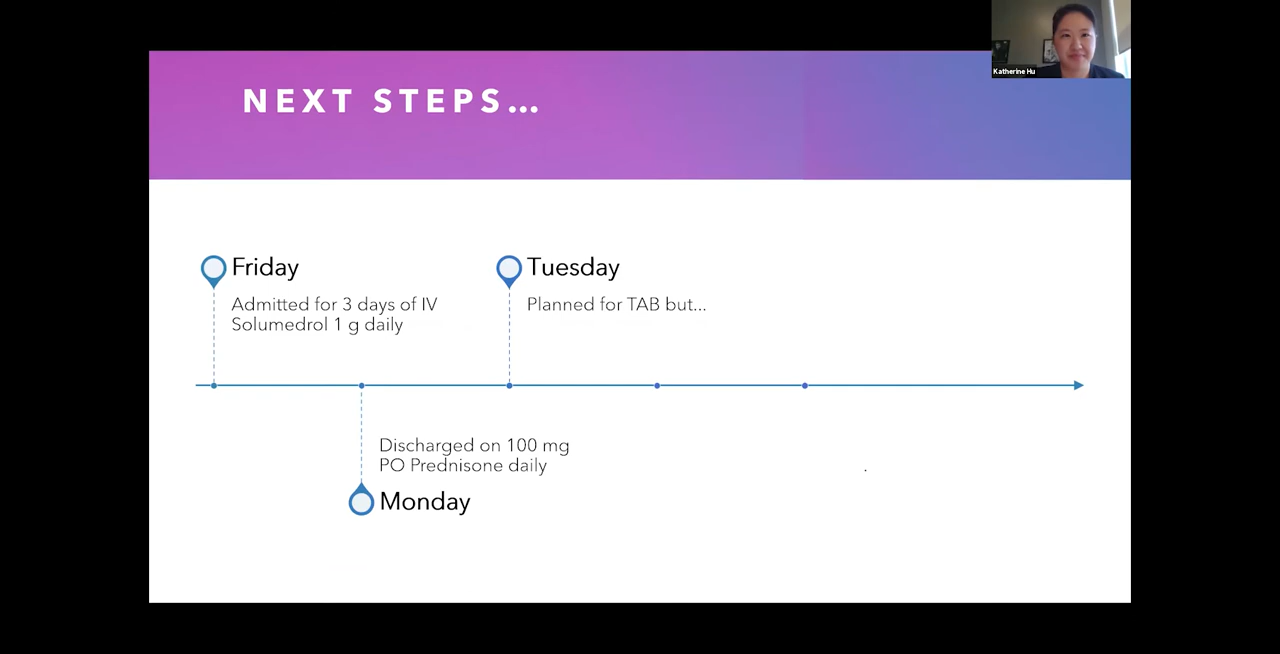 Katherine Hu
NEXT STEPS...
Friday
Admitted for 3 days of IV
Solumedrol 1 g daily
Discharged on 100 mg
PO Prednisone daily
Monday
Tuesday
Planned for TAB but...
.